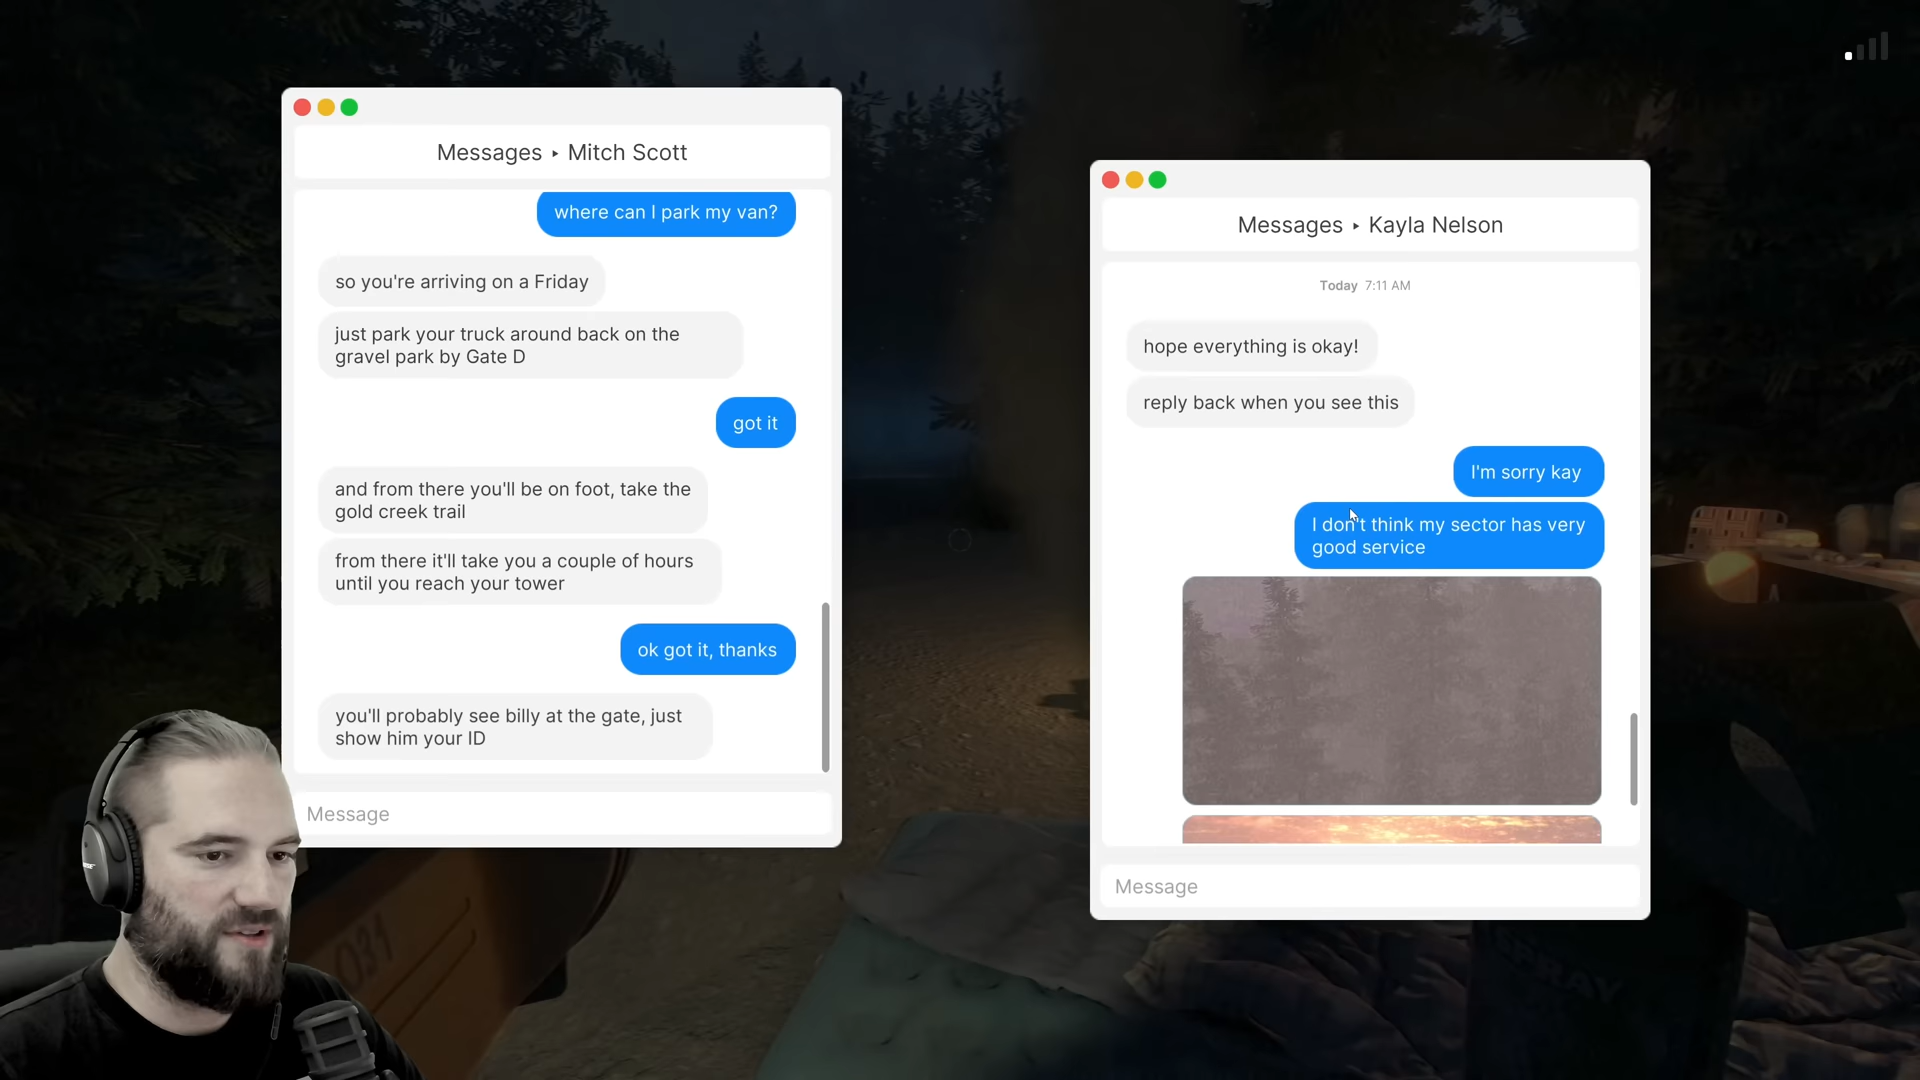 Messages ▸ Mitch Scott
where can I park my van?
so you're arriving on a Friday
just park your truck around back on the
gravel park by Gate D
got it
and from there you'll be on foot, take the
gold creek trail
from there it'll take you a couple of hours
until you reach your tower
ok got it, thanks
you'll probably see billy at the gate, just
show him your ID
Message
Messages ▸ Kayla Nelson
Today 7:11 AM
hope everything is okay!
reply back when you see this
I'm sorry kay
I don't think my sector has very
good service
Message
031
SPRAY